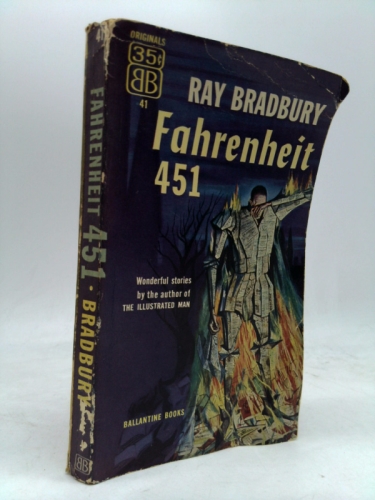 41
FAHRENHEIT 451 · BRADBURY
BB
ORIGINALS
35¢
BB
41
RAY BRADBURY
Fahrenheit
451
Wonderful stories
by the author of
THE ILLUSTRATED MAN
BALLANTINE BOOKS